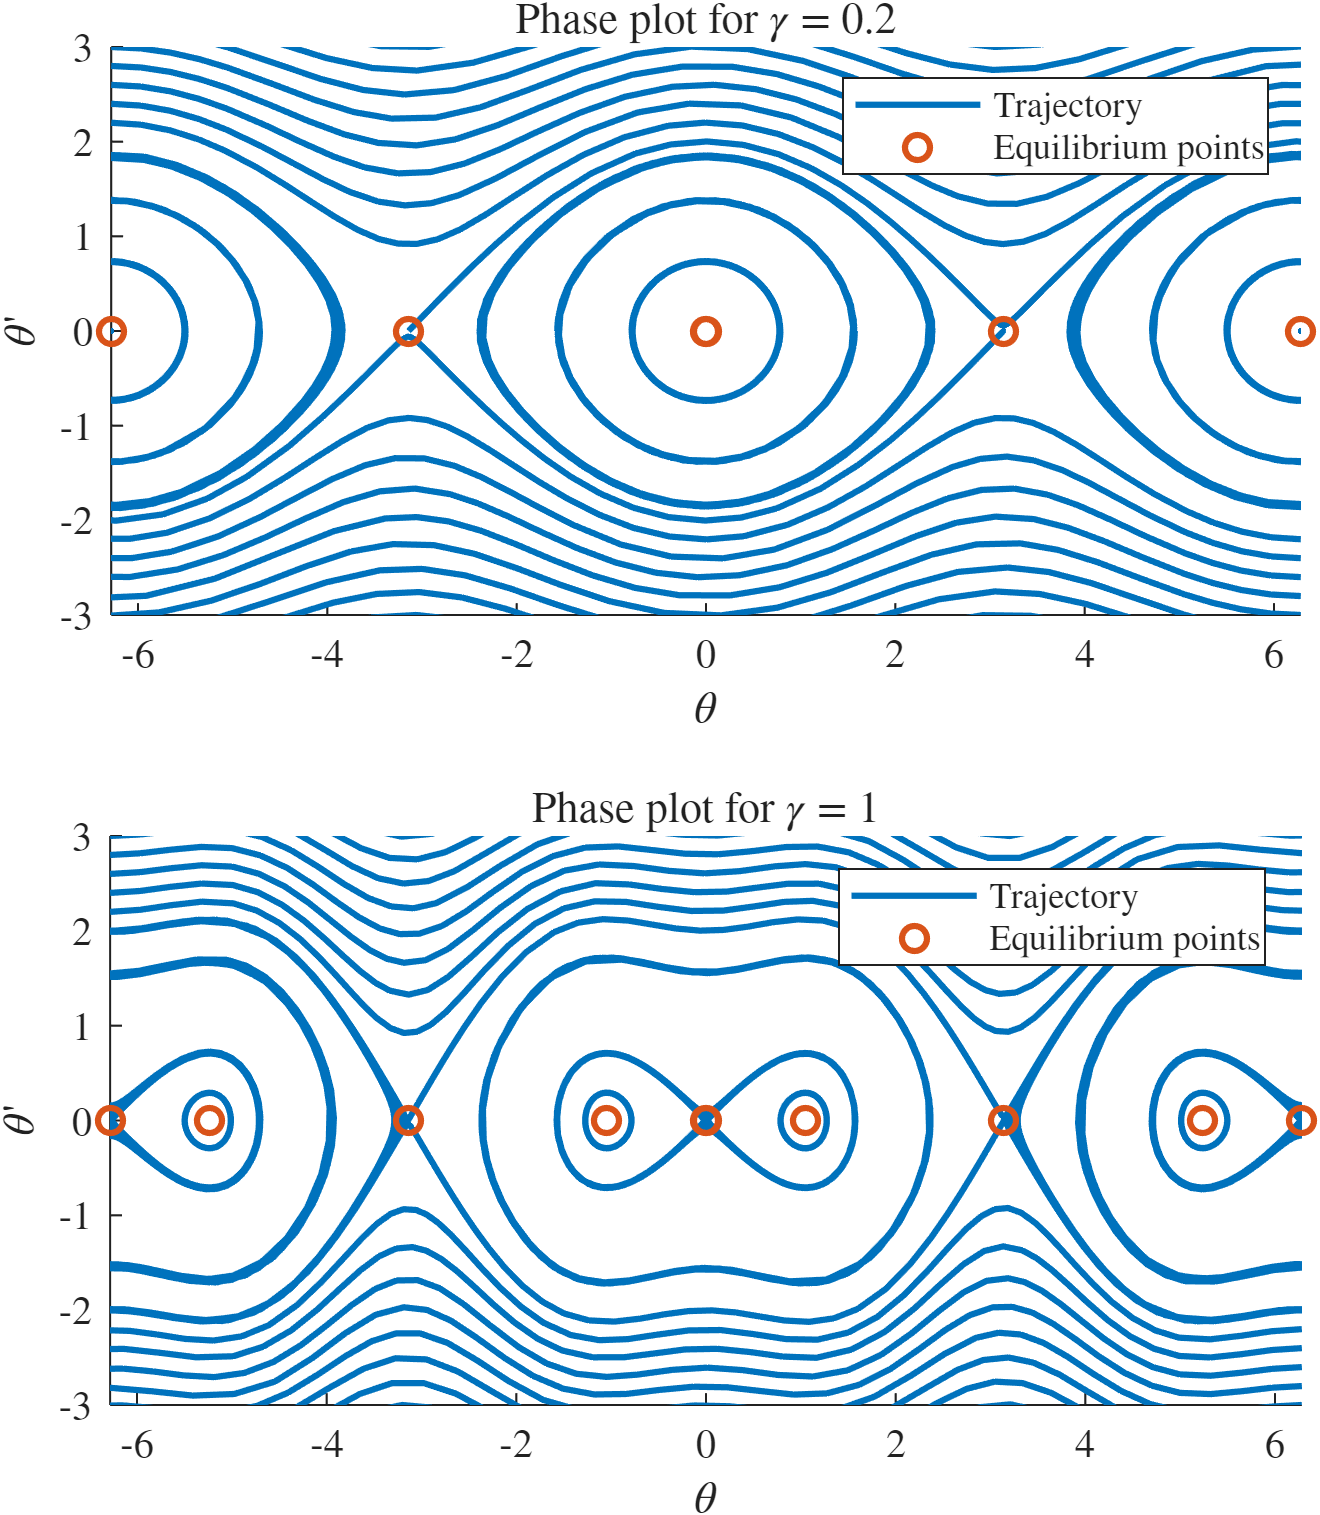 Phase plot for γ = 0.2
3
2
1
0
-1
-2
-3
θ'
Trajectory
Equilibrium points
-6 -4 -2 0 2 4 6
θ
Phase plot for γ = 1
3
2
1
0
-1
-2
-3
θ'
Trajectory
Equilibrium points
-6 -4 -2 0 2 4 6
θ